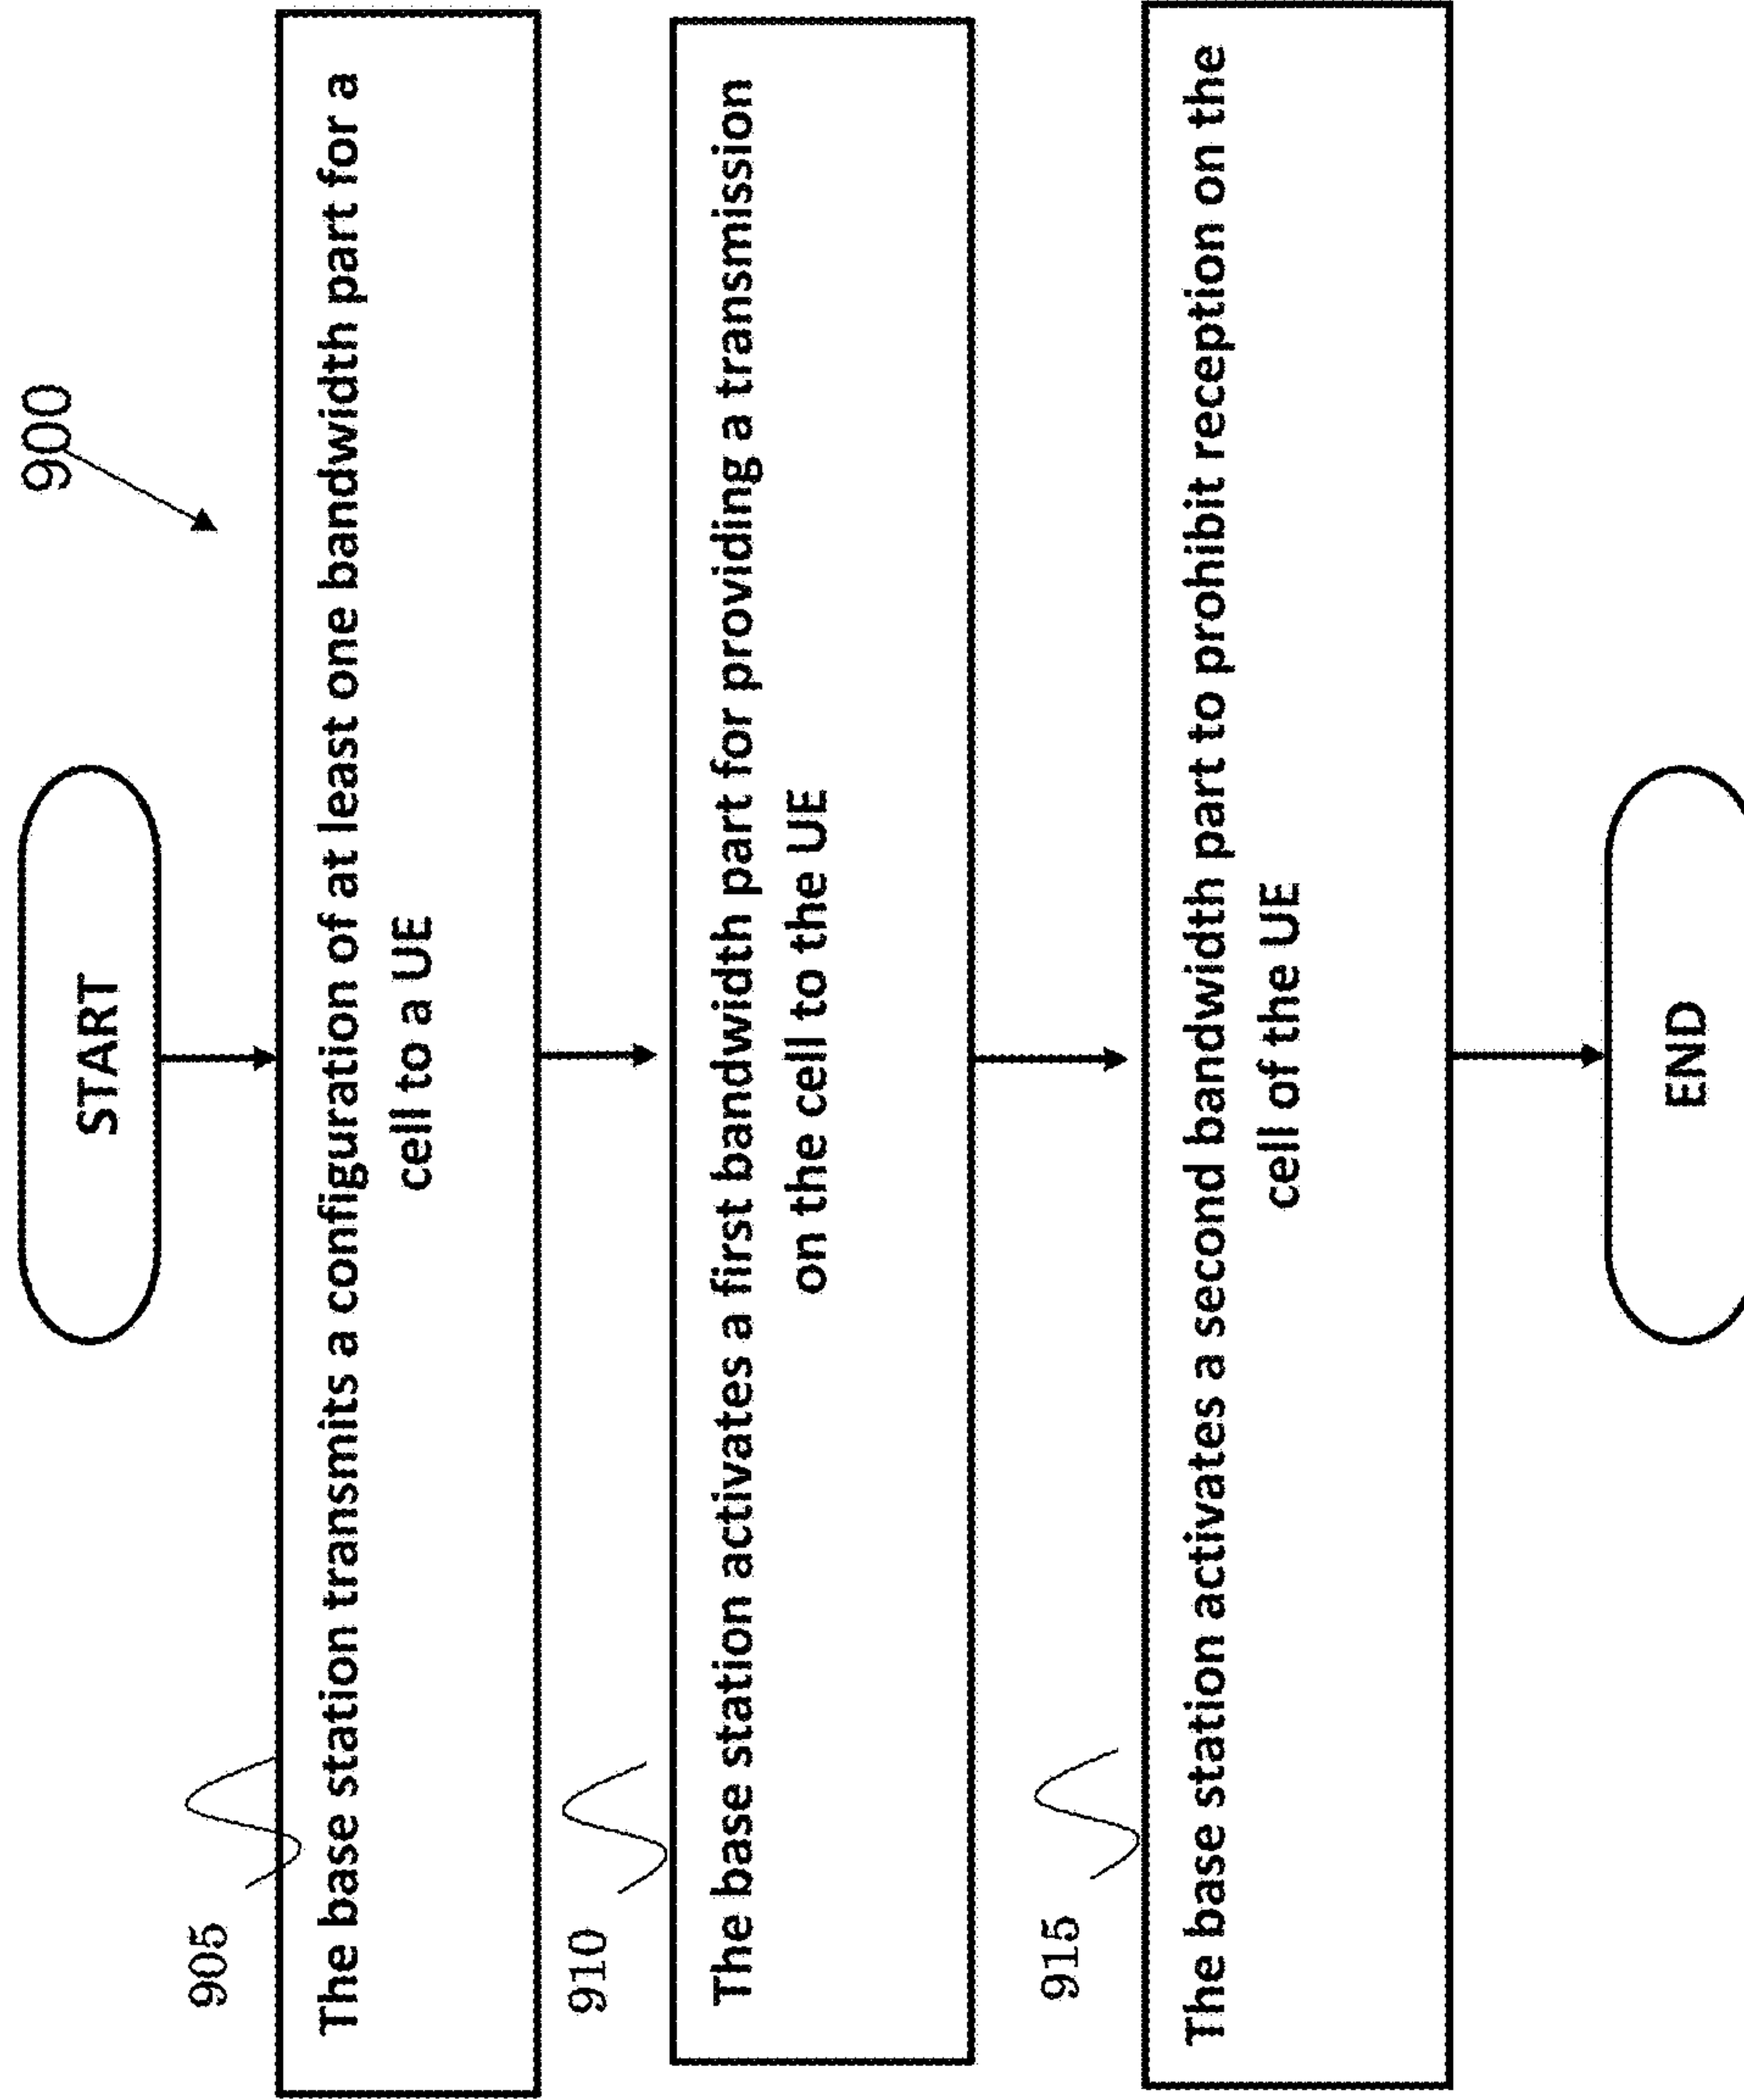 900
START
905
The base station transmits a configuration of at least one bandwidth part for a
cell to a UE
910
The base station activates a first bandwidth part for providing a transmission
on the cell to the UE
915
The base station activates a second bandwidth part to prohibit reception on the
cell of the UE
END